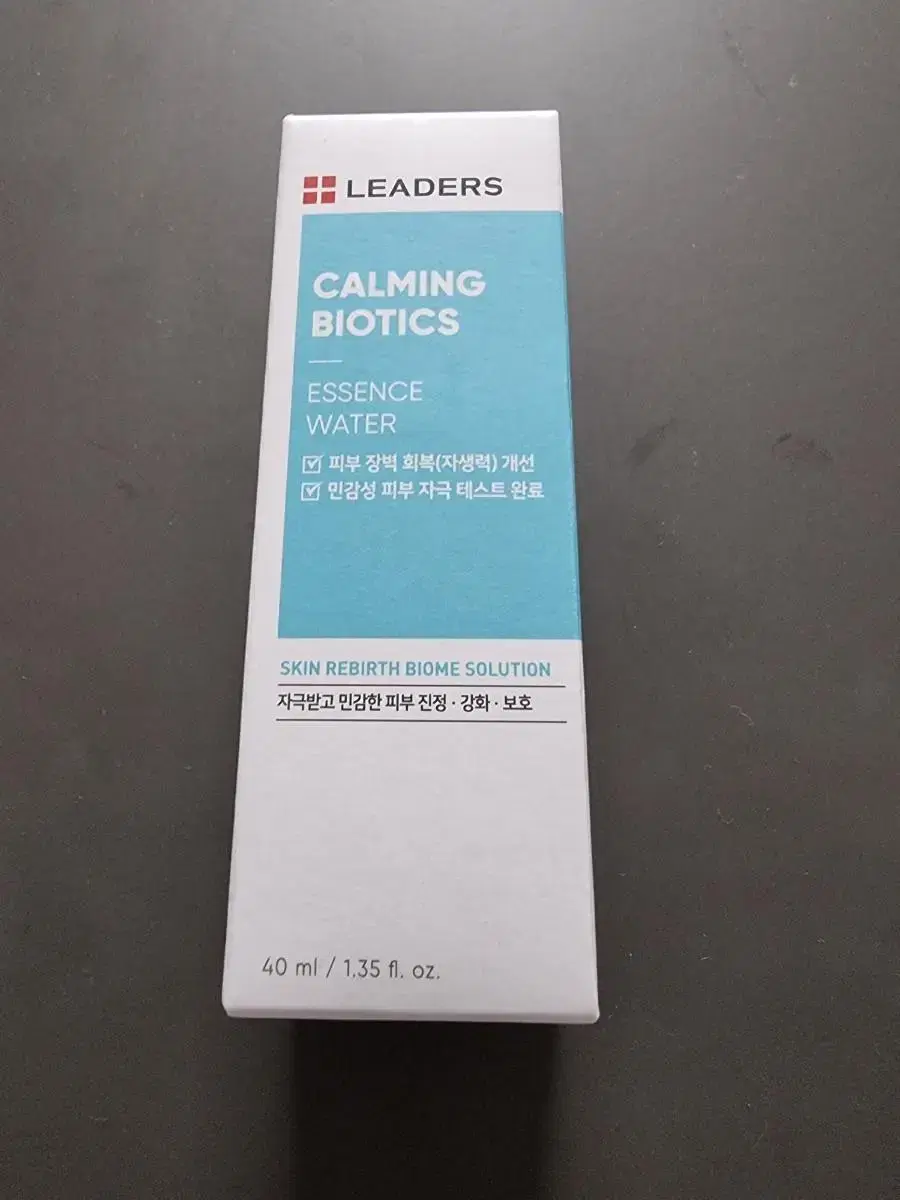 LEADERS
CALMING
BIOTICS
ESSENCE
WATER
피부 장벽 회복(자생력) 개선
민감성 피부 자극 테스트 완료
SKIN REBIRTH BIOME SOLUTION
자극받고 민감한 피부 진정 · 강화 · 보호
40 ml / 1.35 fl. oz.